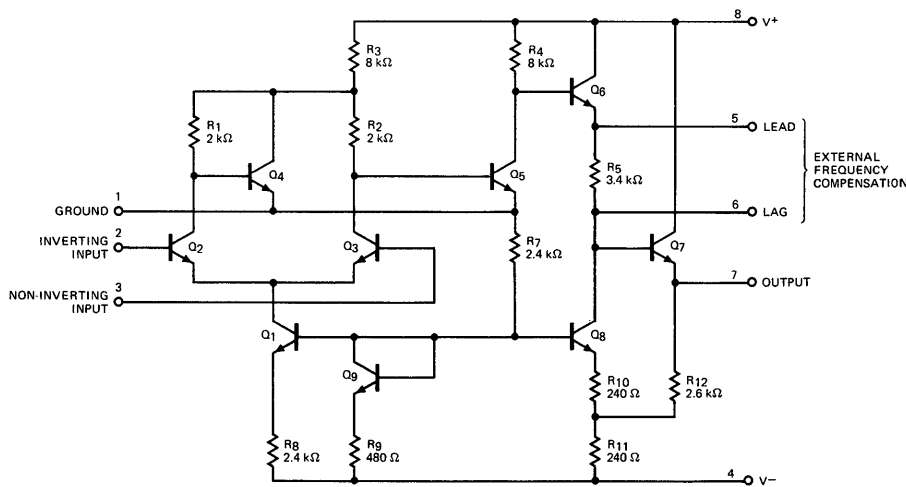 8
V+
R3
8 kΩ
R4
8 kΩ
Q6
R1
2 kΩ
R2
2 kΩ
5
LEAD
Q4
Q5
R5
3.4 kΩ
EXTERNAL
FREQUENCY
COMPENSATION
1
GROUND
6
LAG
2
INVERTING
INPUT
Q2
Q3
R7
2.4 kΩ
Q7
3
NON-INVERTING
INPUT
7
OUTPUT
Q1
Q8
Q9
R10
240 Ω
R12
2.6 kΩ
R8
2.4 kΩ
R9
480 Ω
R11
240 Ω
4
V−